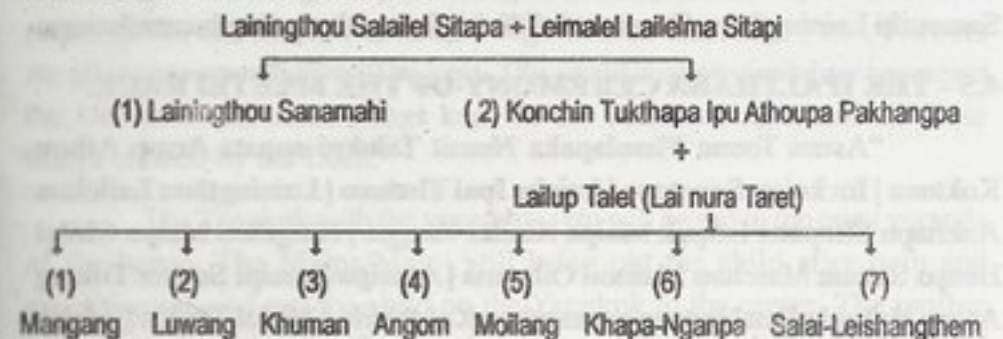 Lainingthou Salailel Sitapa + Leimalel Lailelma Sitapi
(1) Lainingthou Sanamahi (2) Konchin Tukthapa Ipu Athoupa Pakhangpa
+
Lailup Talet (Lai nura Taret)
(1) (2) (3) (4) (5) (6) (7)
Mangang Luwang Khuman Angom Moilang Khapa-Nganpa Salai-Leishangthem